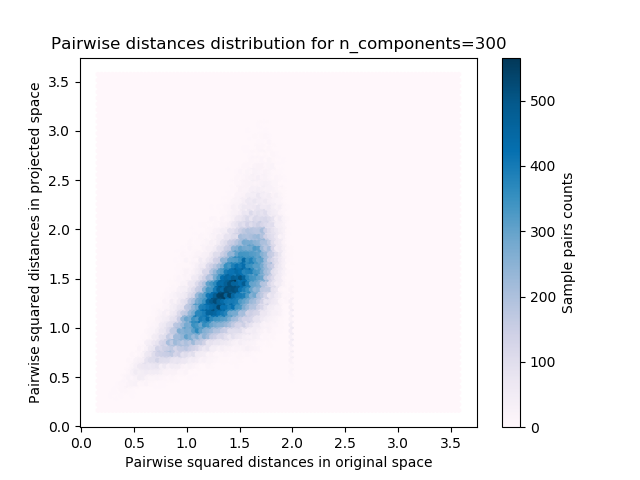 Pairwise distances distribution for n_components=300
Pairwise squared distances in projected space
3.5
3.0
2.5
2.0
1.5
1.0
0.5
0.0
0.0 0.5 1.0 1.5 2.0 2.5 3.0 3.5
Pairwise squared distances in original space
500
400
300
200
100
0
Sample pairs counts